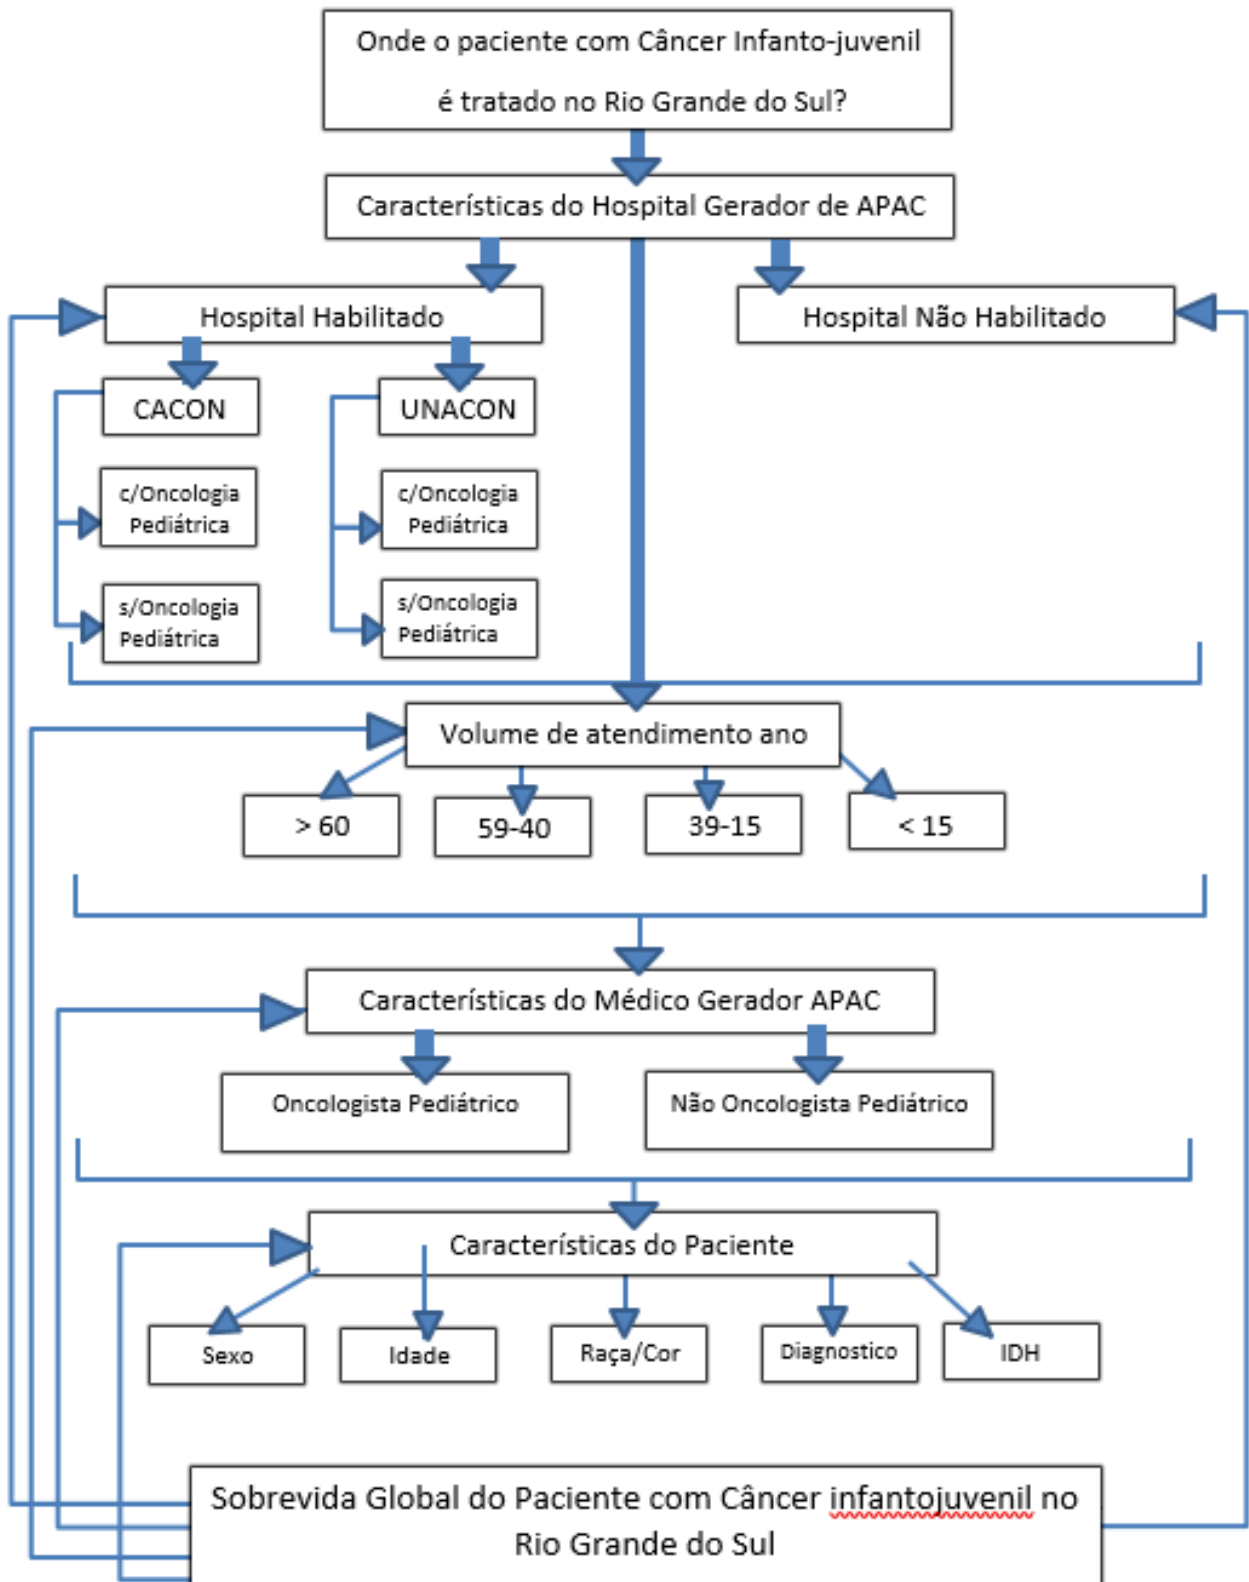 Onde o paciente com Câncer Infanto-juvenil
é tratado no Rio Grande do Sul?
Características do Hospital Gerador de APAC
Hospital Habilitado
Hospital Não Habilitado
CACON
UNACON
c/Oncologia
Pediátrica
c/Oncologia
Pediátrica
s/Oncologia
Pediátrica
s/Oncologia
Pediátrica
Volume de atendimento ano
> 60
59-40
39-15
< 15
Características do Médico Gerador APAC
Oncologista Pediátrico
Não Oncologista Pediátrico
Características do Paciente
Sexo
Idade
Raça/Cor
Diagnostico
IDH
Sobrevida Global do Paciente com Câncer infantojuvenil no
Rio Grande do Sul